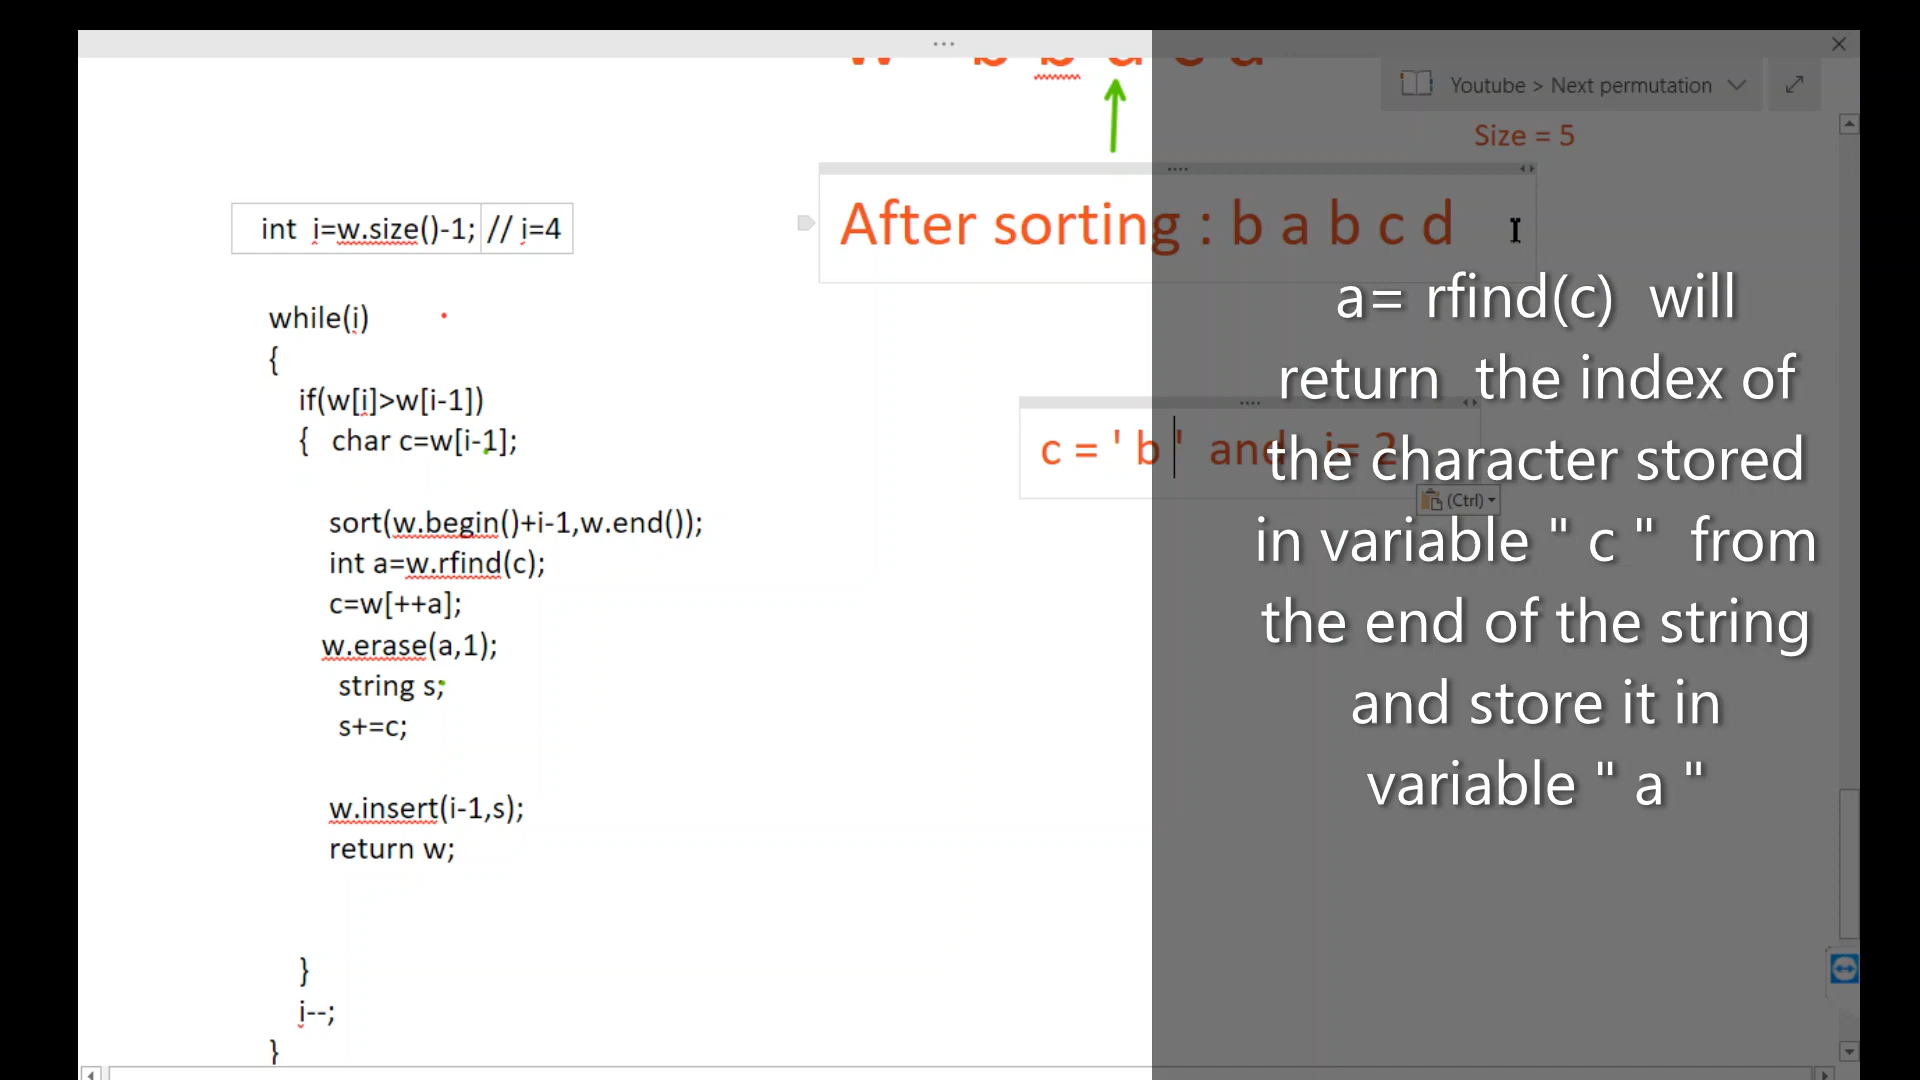 Youtube > Next permutation
Size = 5
After sorting : b a b c d
int i=w.size()-1; // i=4
while(i)
{
if(w[i]>w[i-1])
{ char c=w[i-1];
sort(w.begin()+i-1,w.end());
int a=w.rfind(c);
c=w[++a];
w.erase(a,1);
string s;
s+=c;
w.insert(i-1,s);
return w;
}
i--;
}
c = ' b ' and i= 2
(Ctrl)
a= rfind(c) will
return the index of
the character stored
in variable " c " from
the end of the string
and store it in
variable " a "